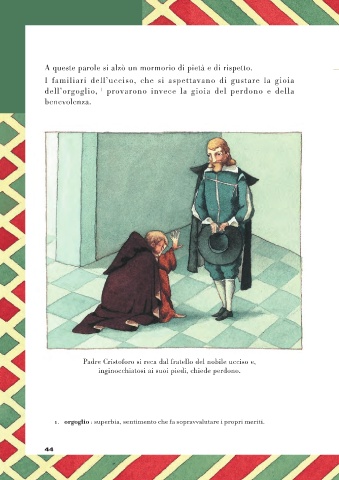 A queste parole si alzò un mormorio di pietà e di rispetto.
I familiari dell'ucciso, che si aspettavano di gustare la gioia
dell'orgoglio, ¹ provarono invece la gioia del perdono e della
benevolenza.
Padre Cristoforo si reca dal fratello del nobile ucciso e,
inginocchiatosi ai suoi piedi, chiede perdono.
1. orgoglio : superbia, sentimento che fa sopravvalutare i propri meriti.
44